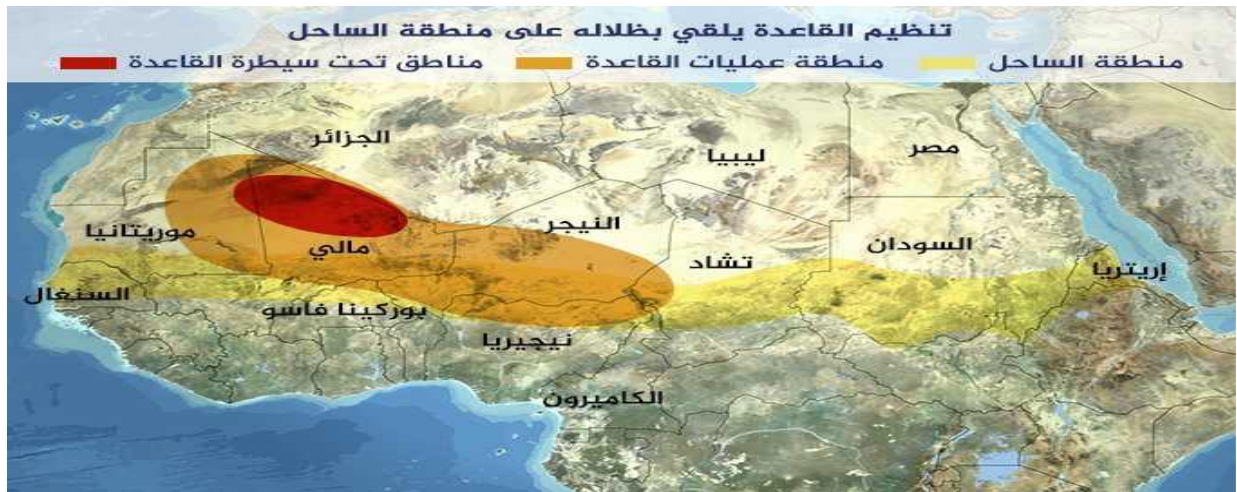 تنظيم القاعدة يلقي بظلاله على منطقة الساحل
منطقة الساحل منطقة عمليات القاعدة مناطق تحت سيطرة القاعدة
الجزائر
ليبيا
مصر
موريتانيا
مالي
النيجر
تشاد
السودان
إريتريا
السنغال
بوركينا فاسو
نيجيريا
الكاميرون